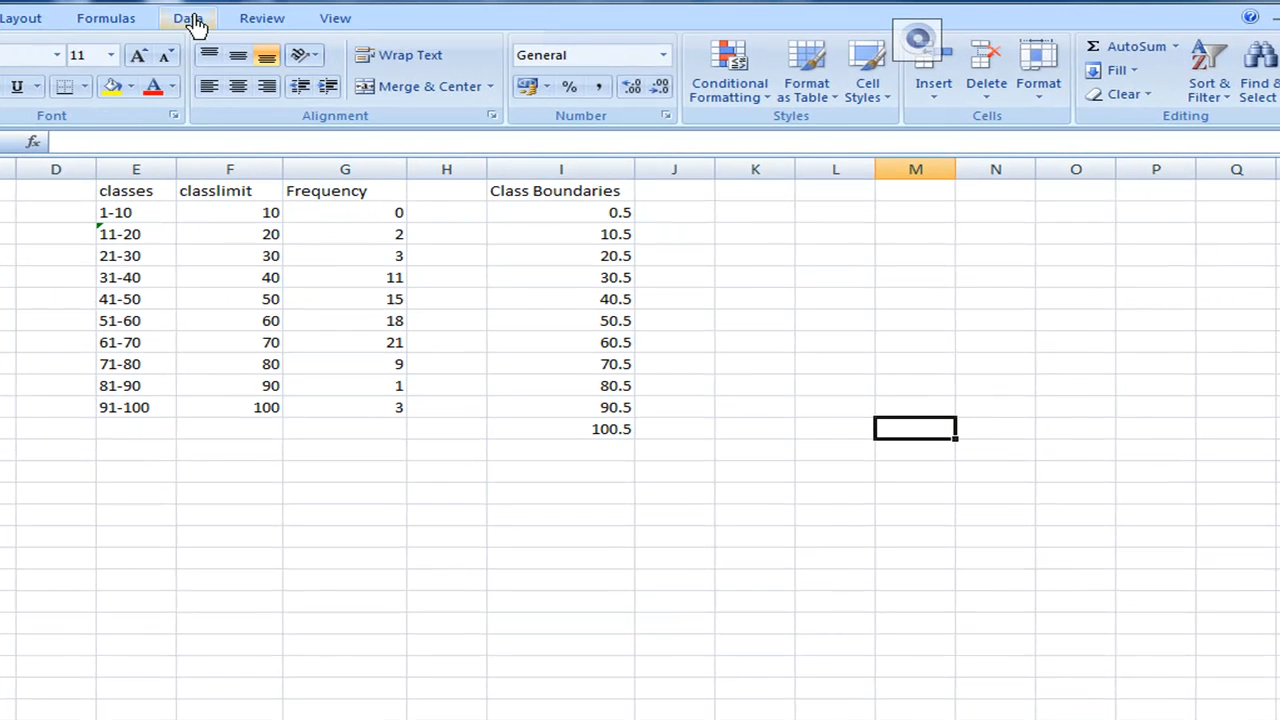 Layout Formulas Data Review View
11 A A Wrap Text General AutoSum
U A Merge & Center % , Conditional Formatting Format as Table Cell Styles Insert Delete Format Fill Sort & Filter Find & Select
Clear
Font Alignment Number Styles Cells Editing
fx
D E F G H I J K L M N O P Q
classes classlimit Frequency Class Boundaries
1-10 10 0 0.5
11-20 20 2 10.5
21-30 30 3 20.5
31-40 40 11 30.5
41-50 50 15 40.5
51-60 60 18 50.5
61-70 70 21 60.5
71-80 80 9 70.5
81-90 90 1 80.5
91-100 100 3 90.5
100.5